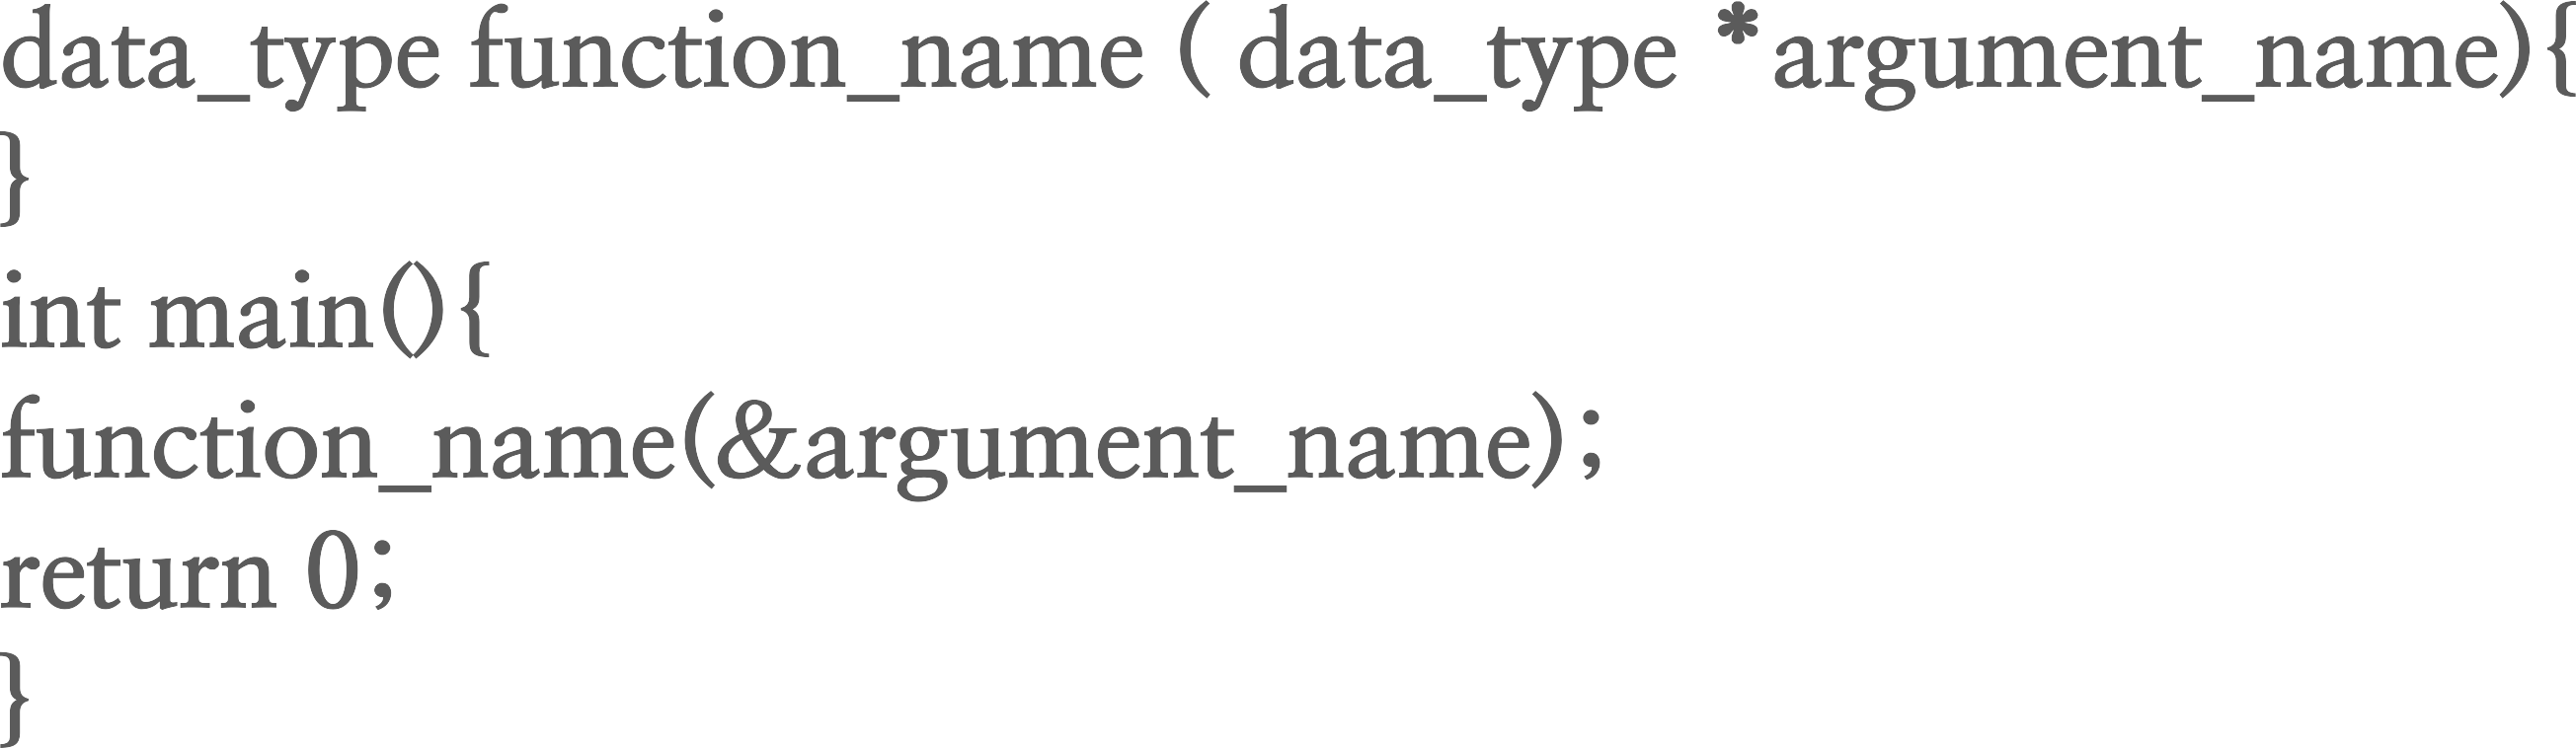 data_type function_name ( data_type *argument_name){
}
int main(){
function_name(&argument_name);
return 0;
}